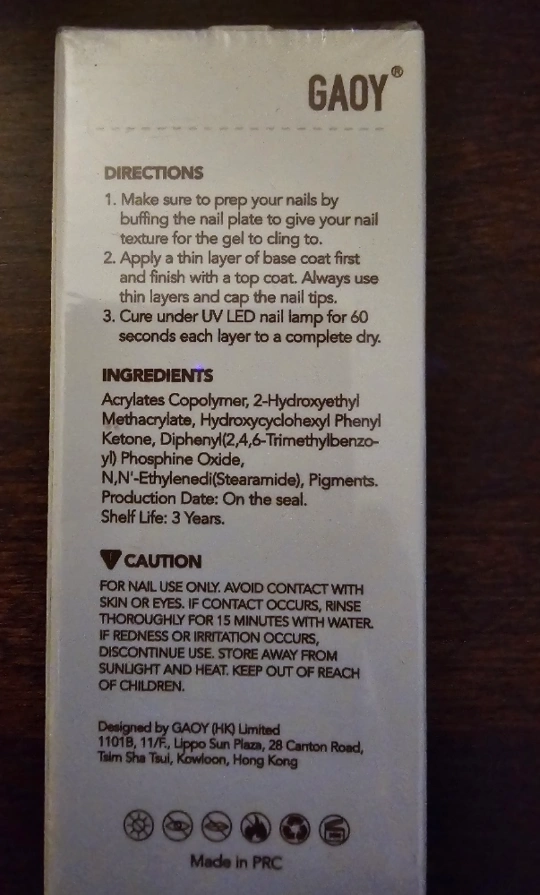 GAOY®
DIRECTIONS
1. Make sure to prep your nails by
buffing the nail plate to give your nail
texture for the gel to cling to.
2. Apply a thin layer of base coat first
and finish with a top coat. Always use
thin layers and cap the nail tips.
3. Cure under UV LED nail lamp for 60
seconds each layer to a complete dry.
INGREDIENTS
Acrylates Copolymer, 2-Hydroxyethyl
Methacrylate, Hydroxycyclohexyl Phenyl
Ketone, Diphenyl(2,4,6-Trimethylbenzo-
yl) Phosphine Oxide,
N,N'-Ethylenedi(Stearamide), Pigments.
Production Date: On the seal.
Shelf Life: 3 Years.
CAUTION
FOR NAIL USE ONLY. AVOID CONTACT WITH
SKIN OR EYES. IF CONTACT OCCURS, RINSE
THOROUGHLY FOR 15 MINUTES WITH WATER.
IF REDNESS OR IRRITATION OCCURS,
DISCONTINUE USE. STORE AWAY FROM
SUNLIGHT AND HEAT. KEEP OUT OF REACH
OF CHILDREN.
Designed by GAOY (HK) Limited
1101B, 11/F., Lippo Sun Plaza, 28 Canton Road,
Tsim Sha Tsui, Kowloon, Hong Kong
Made in PRC